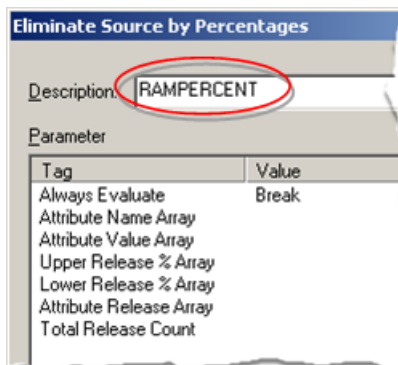 Eliminate Source by Percentages
Description: RAMPERCENT
Parameter
Tag Value
Always Evaluate Break
Attribute Name Array
Attribute Value Array
Upper Release % Array
Lower Release % Array
Attribute Release Array
Total Release Count